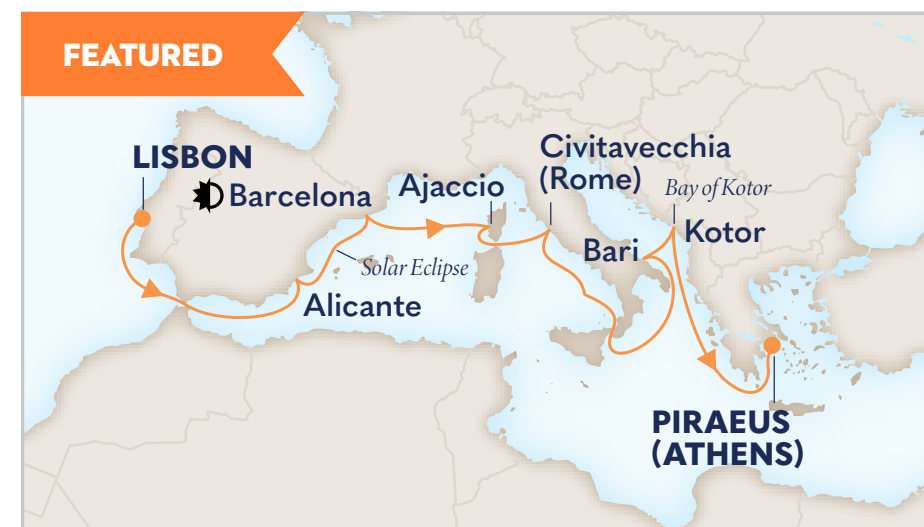 FEATURED
LISBON
Barcelona
Ajaccio
Civitavecchia
(Rome)
Bay of Kotor
Kotor
Bari
Solar Eclipse
Alicante
PIRAEUS
(ATHENS)